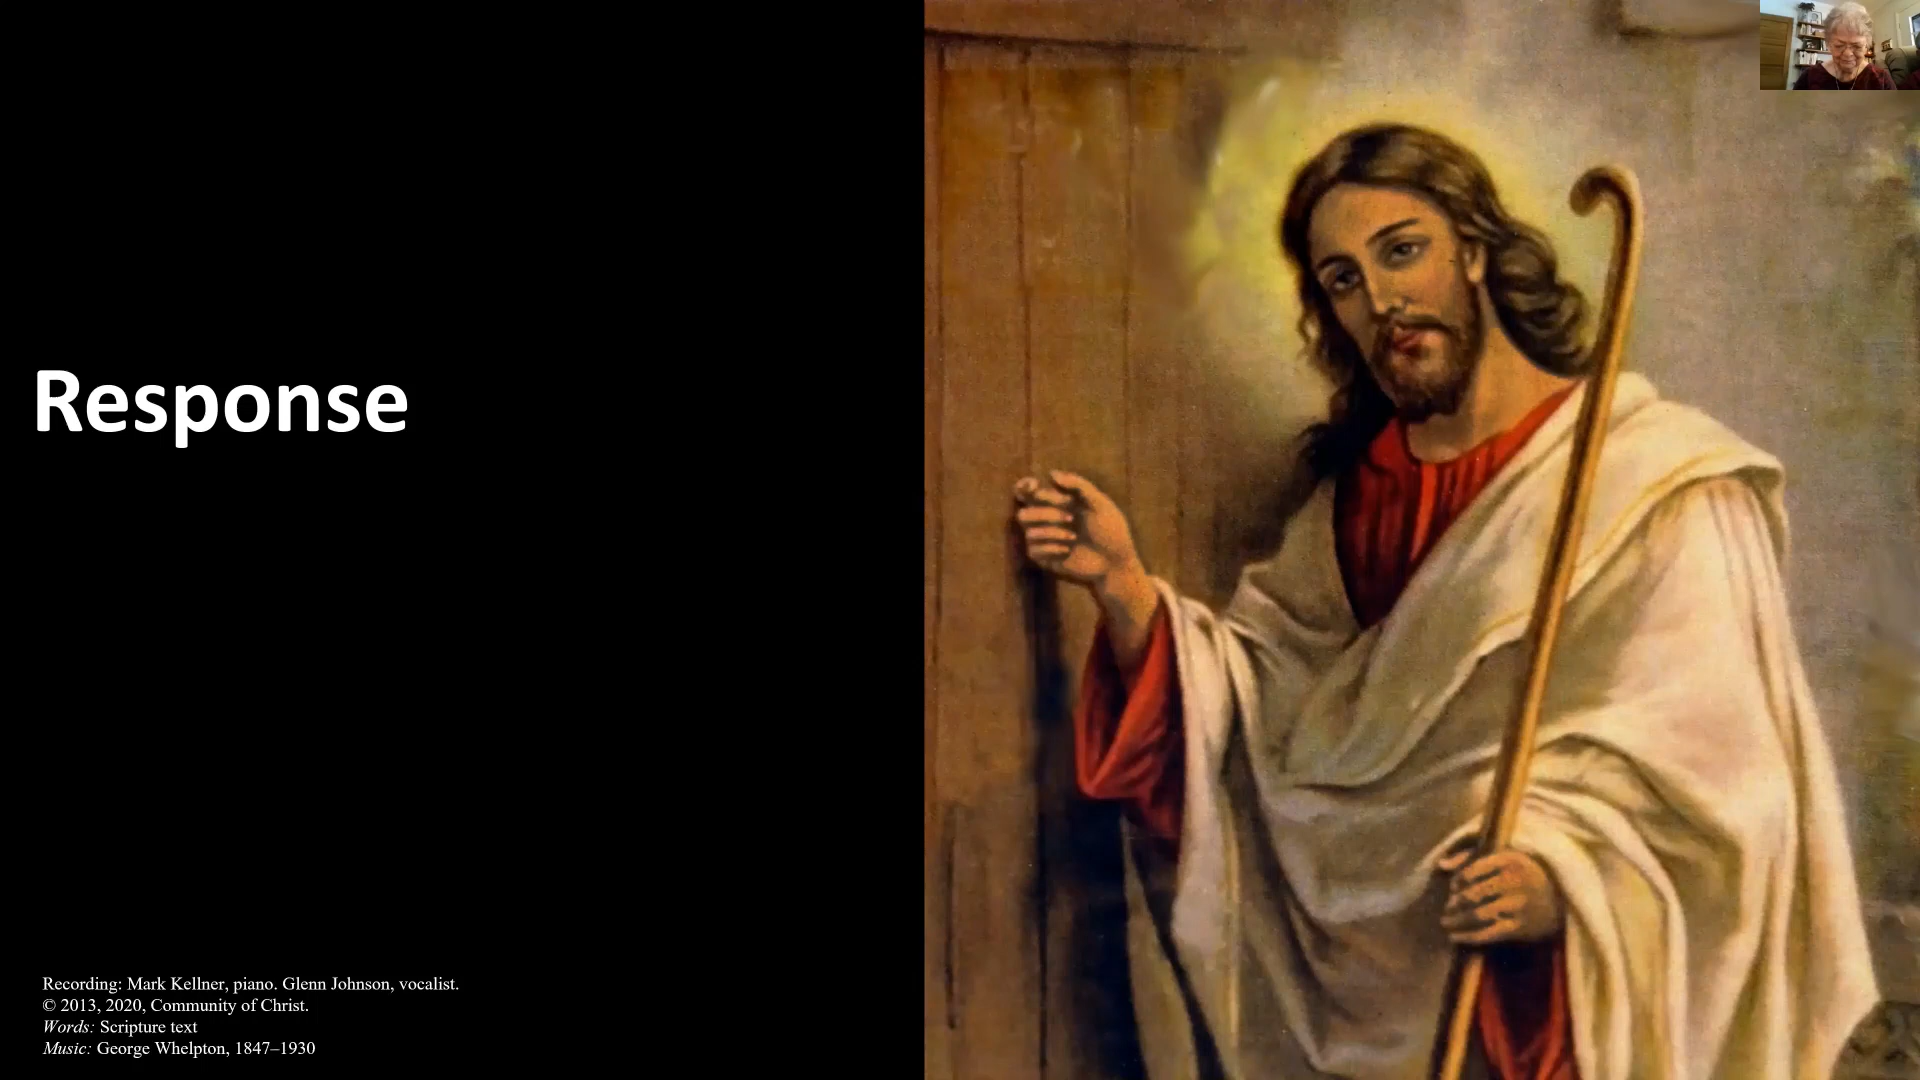 Response
Recording: Mark Kellner, piano. Glenn Johnson, vocalist.
© 2013, 2020, Community of Christ.
Words: Scripture text
Music: George Whelpton, 1847–1930